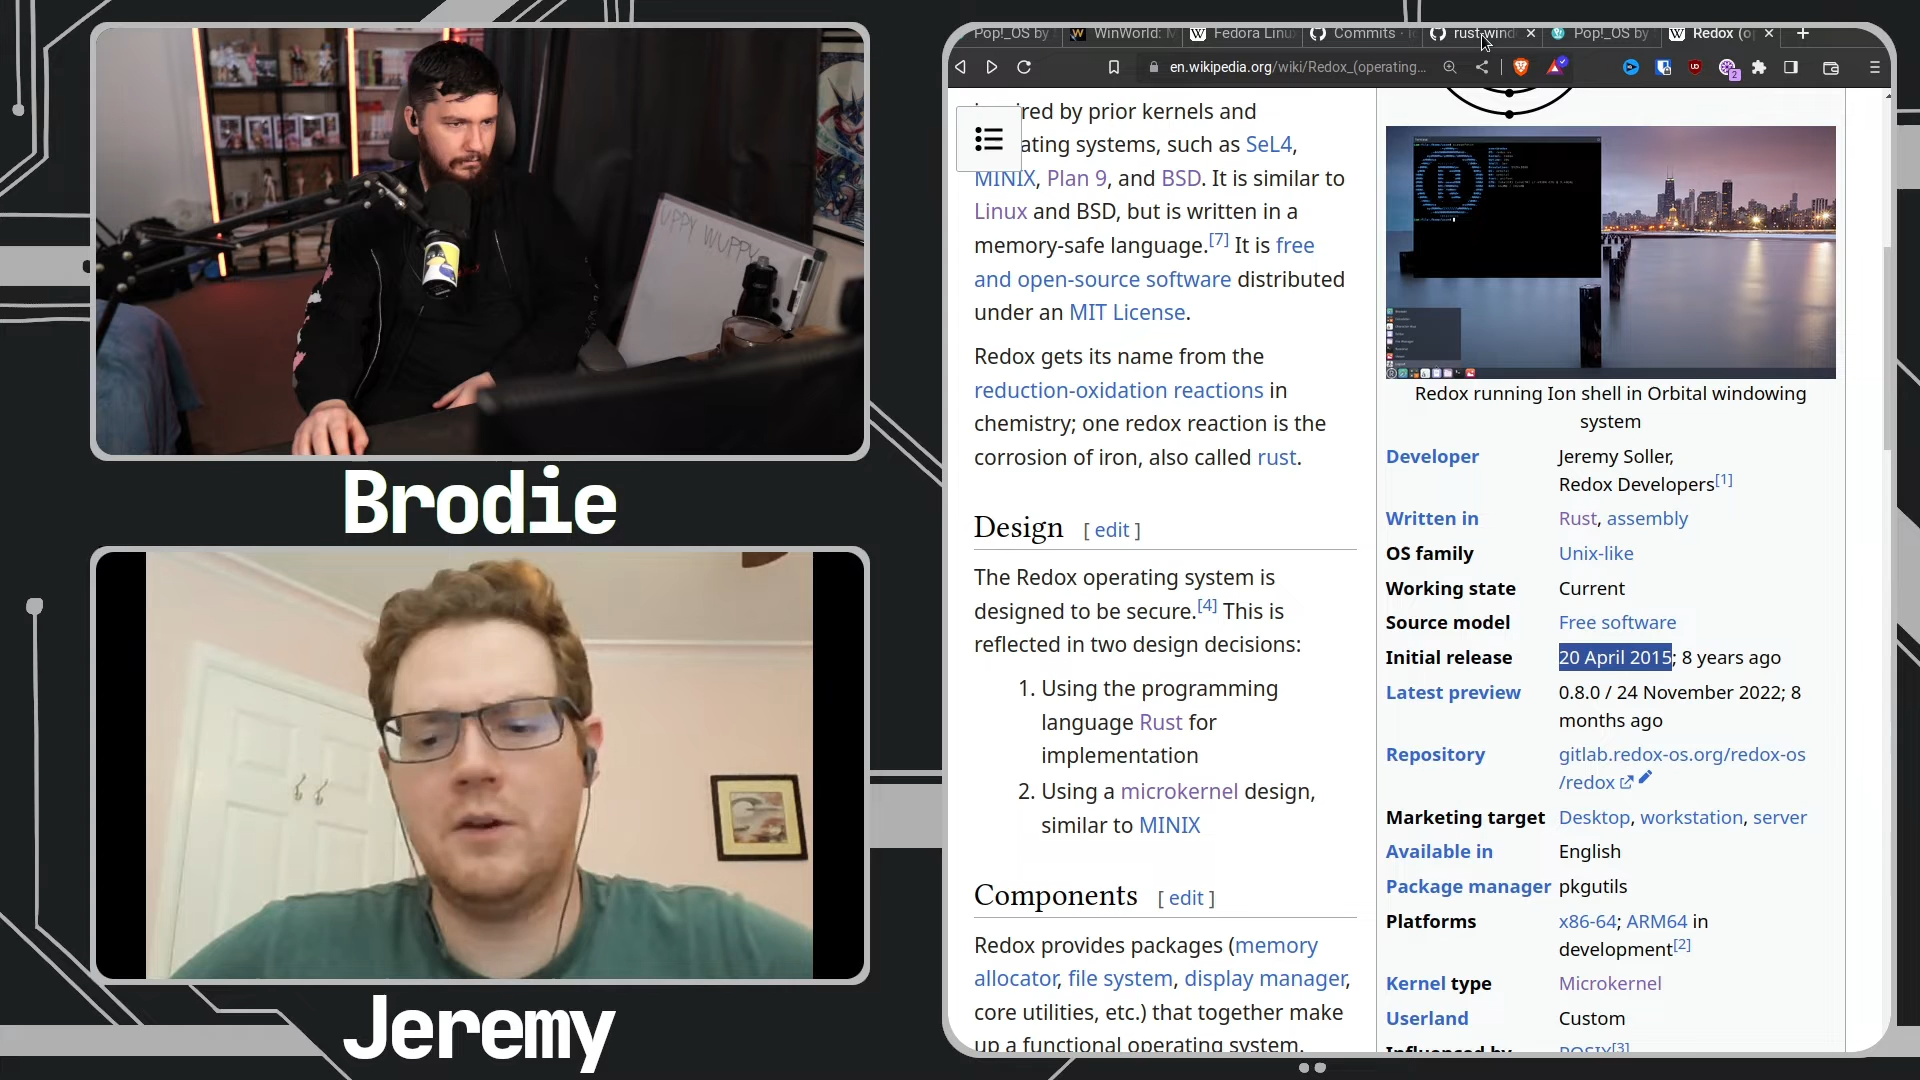 UPPY WUPPY
Brodie
Jeremy
Pop!_OS by
WinWorld:
Fedora Linu
Commits ·
rust-wind
Pop!_OS by
Redox (o
en.wikipedia.org/wiki/Redox_(operating...
2
red by prior kernels and
ating systems, such as SeL4,
MINIX, Plan 9, and BSD. It is similar to
Linux and BSD, but is written in a
memory-safe language.[7] It is free
and open-source software distributed
under an MIT License.
Redox gets its name from the
reduction-oxidation reactions in
chemistry; one redox reaction is the
corrosion of iron, also called rust.
Design [ edit ]
The Redox operating system is
designed to be secure.[4] This is
reflected in two design decisions:
1. Using the programming
language Rust for
implementation
2. Using a microkernel design,
similar to MINIX
Components [ edit ]
Redox provides packages (memory
allocator, file system, display manager,
core utilities, etc.) that together make
up a functional operating system.
Redox running Ion shell in Orbital windowing
system
Developer Jeremy Soller,
Redox Developers[1]
Written in Rust, assembly
OS family Unix-like
Working state Current
Source model Free software
Initial release 20 April 2015; 8 years ago
Latest preview 0.8.0 / 24 November 2022; 8
months ago
Repository gitlab.redox-os.org/redox-os
/redox
Marketing target Desktop, workstation, server
Available in English
Package manager pkgutils
Platforms x86-64; ARM64 in
development[2]
Kernel type Microkernel
Userland Custom
Influenced by POSIX[3]